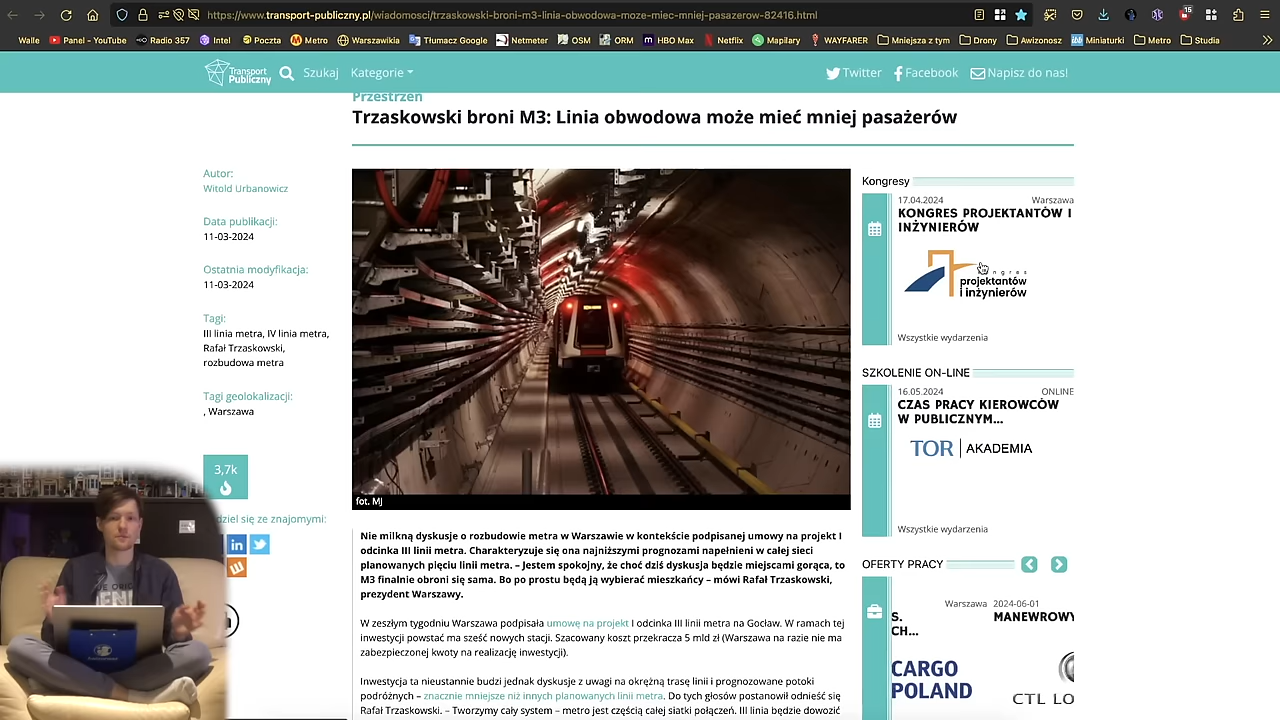 https://www.transport-publiczny.pl/wiadomosci/trzaskowski-broni-m3-linia-obwodowa-moze-miec-mniej-pasazerow-82416.html
15
Walle Panel - YouTube Radio 357 Intel Poczta Metro Warszawikia Tłumacz Google Netmeter OSM ORM HBO Max Netflix Mapilary WAYFARER Mniejsza z tym Drony Awizonosz Miniaturki Metro Studia
Transport Publiczny Szukaj Kategorie Twitter Facebook Napisz do nas!
Przestrzeń
Trzaskowski broni M3: Linia obwodowa może mieć mniej pasażerów
Autor:
Witold Urbanowicz
Data publikacji:
11-03-2024
Ostatnia modyfikacja:
11-03-2024
Tagi:
III linia metra, IV linia metra,
Rafał Trzaskowski,
rozbudowa metra
Tagi geolokalizacji:
, Warszawa
3,7k
dziel się ze znajomymi:
fot. MJ
Nie milkną dyskusje o rozbudowie metra w Warszawie w kontekście podpisanej umowy na projekt I
odcinka III linii metra. Charakteryzuje się ona najniższymi prognozami napełnieni w całej sieci
planowanych pięciu linii metra. – Jestem spokojny, że choć dziś dyskusja będzie miejscami gorąca, to
M3 finalnie obroni się sama. Bo po prostu będą ją wybierać mieszkańcy – mówi Rafał Trzaskowski,
prezydent Warszawy.
W zeszłym tygodniu Warszawa podpisała umowę na projekt I odcinka III linii metra na Gocław. W ramach tej
inwestycji powstać ma sześć nowych stacji. Szacowany koszt przekracza 5 mld zł (Warszawa na razie nie ma
zabezpieczonej kwoty na realizację inwestycji).
Inwestycja ta nieustannie budzi jednak dyskusje z uwagi na okrężną trasę linii i prognozowane potoki
podróżnych – znacznie mniejsze niż innych planowanych linii metra. Do tych głosów postanowił odnieść się
Rafał Trzaskowski. – Tworzymy cały system – metro jest częścią całej siatki połączeń. III linia będzie dowozić
Kongresy
17.04.2024 Warszawa
KONGRES PROJEKTANTÓW I
INŻYNIERÓW
kongres
projektantów
i inżynierów
Wszystkie wydarzenia
SZKOLENIE ON-LINE
16.05.2024 ONLINE
CZAS PRACY KIEROWCÓW
W PUBLICZNYM...
TOR AKADEMIA
Wszystkie wydarzenia
OFERTY PRACY
Warszawa 2024-06-01
S. MANEWROWY
CH...
CARGO
POLAND
CTL LO